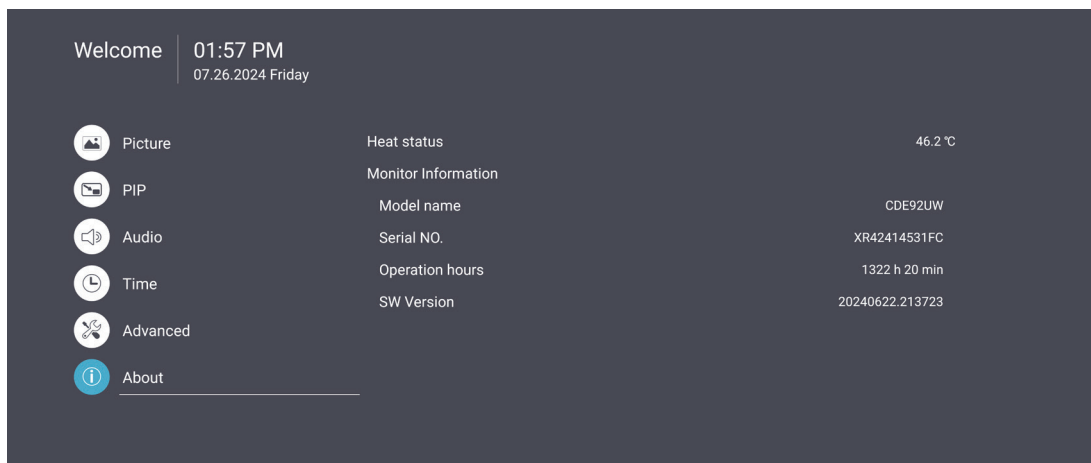 Welcome
01:57 PM
07.26.2024 Friday
Picture
PIP
Audio
Time
Advanced
About
Heat status 46.2 ℃
Monitor Information
Model name CDE92UW
Serial NO. XR42414531FC
Operation hours 1322 h 20 min
SW Version 20240622.213723